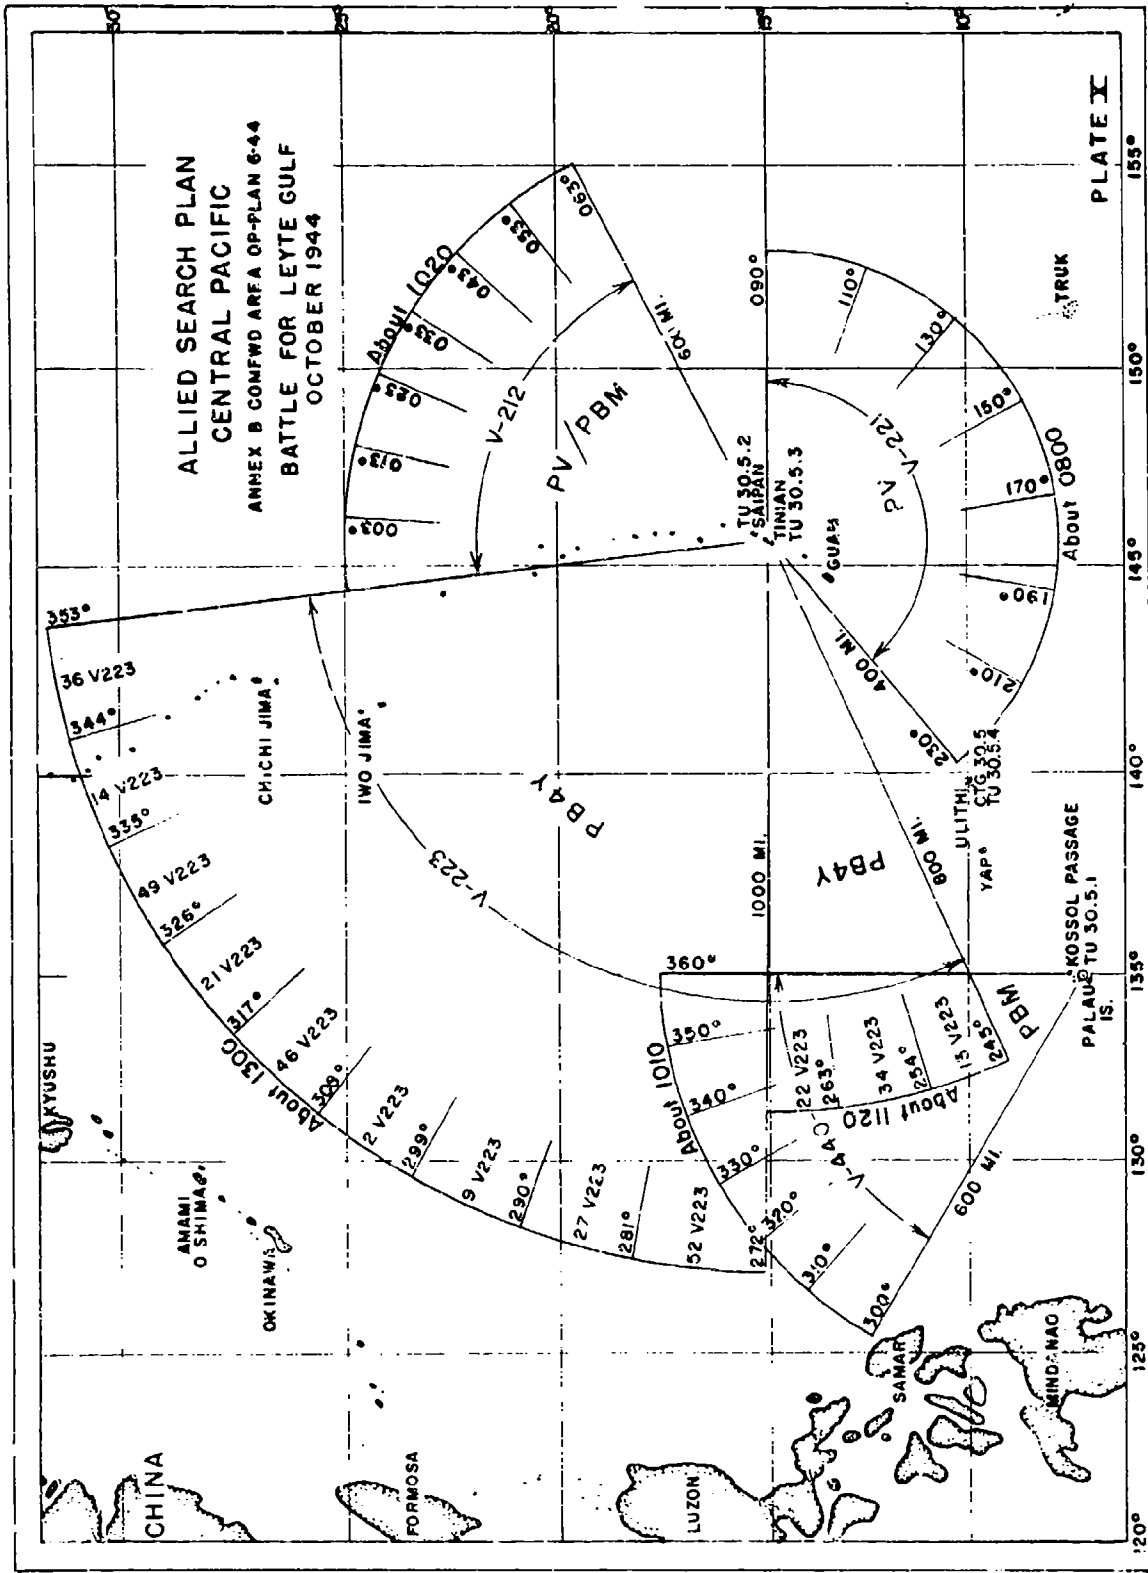 ALLIED SEARCH PLAN
CENTRAL PACIFIC
ANNEX B COMFWD AREA OP-PLAN 6-44
BATTLE FOR LEYTE GULF
OCTOBER 1944
30°
25°
20°
15°
10°
353°
36 V223
344°
14 V223
335°
49 V223
326°
21 V223
317°
46 V223
About 1300
308°
2 V223
299°
9 V223
290°
27 V223
281°
52 V223
272°
CHICHI JIMA
IWO JIMA
V-223
PB4Y
003°
013°
023°
033°
043°
053°
063°
About 1020
V-212
PV/PBM
600 MI.
TU 30.5.2
SAIPAN
TINIAN
TU 30.5.3
GUAM
090°
110°
130°
150°
170°
190°
210°
230°
PV V-221
About 0800
400 MI.
ULITHI
CTG 30.5
TU 30.5.4
YAP
800 MI.
PB4Y
1000 MI.
360°
350°
340°
330°
320°
310°
300°
About 1010
22 V223
263°
34 V223
254°
13 V223
245°
About 1120
V-440
PBM
600 MI.
KOSSOL PASSAGE
PALAU TU 30.5.1
IS.
TRUK
KYUSHU
AMAMI
O SHIMA
OKINAWA
CHINA
FORMOSA
LUZON
SAMAR
MINDANAO
120°
125°
130°
135°
140°
145°
150°
155°
PLATE X